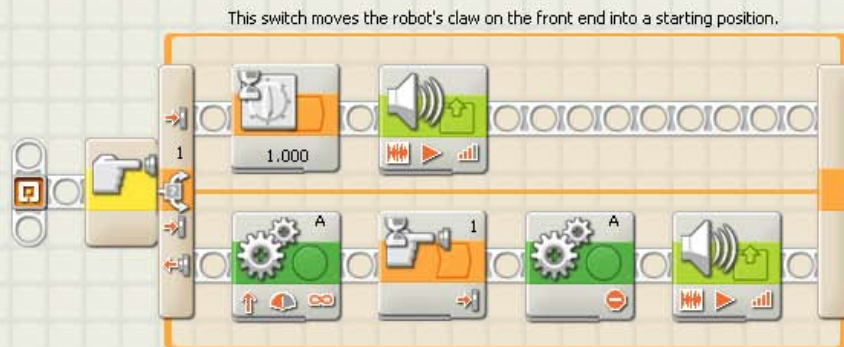 This switch moves the robot's claw on the front end into a starting position.
1
1.000
A
1
A